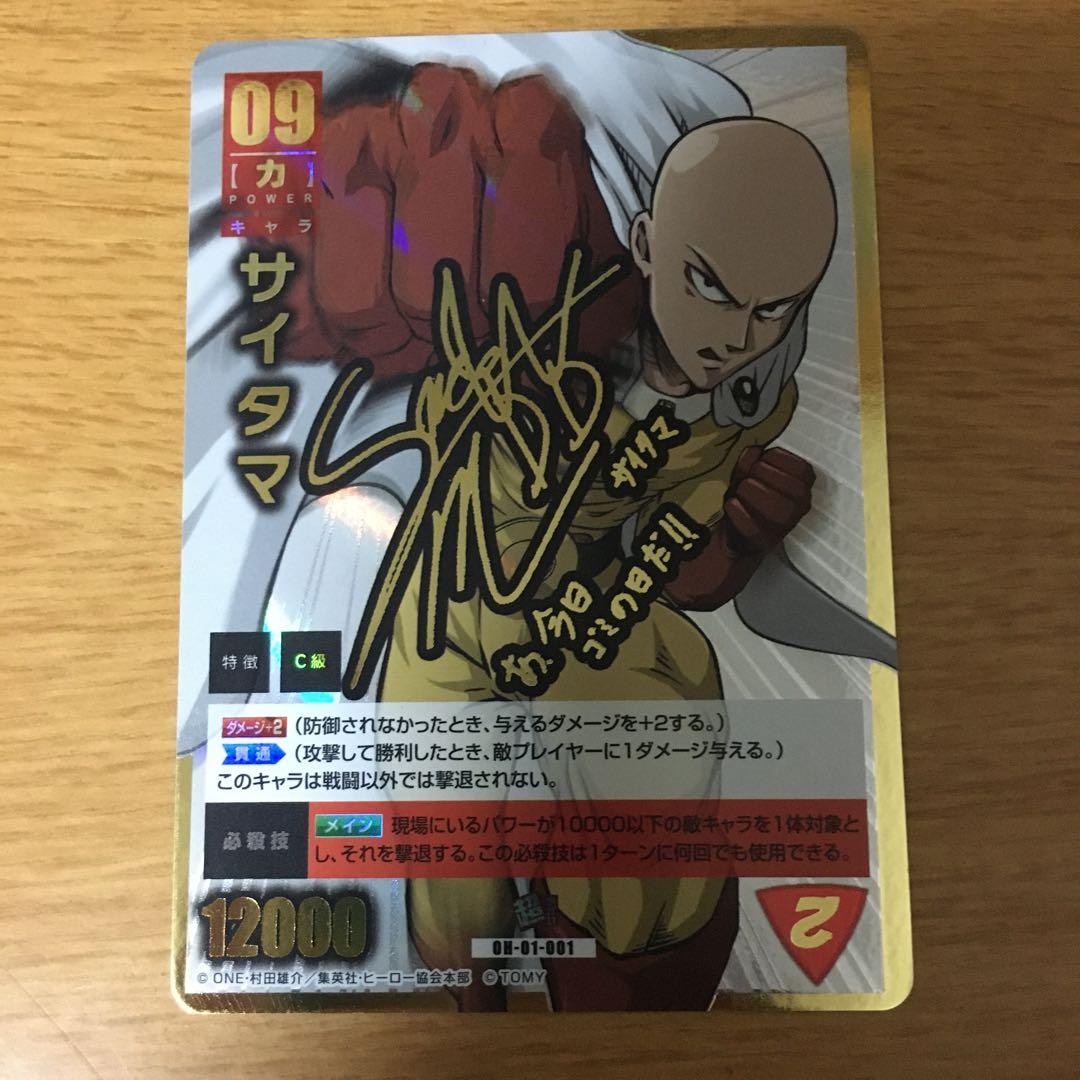 09
【力】
POWER
キャラ
サイタマ
サイタマ
あ、今日
ゴミの日だ!!
特徴
C級
ダメージ+2 (防御されなかったとき、与えるダメージを+2する。)
貫通 (攻撃して勝利したとき、敵プレイヤーに1ダメージ与える。)
このキャラは戦闘以外では撃退されない。
必殺技
メイン 現場にいるパワーが10000以下の敵キャラを1体対象と
し、それを撃退する。この必殺技は1ターンに何回でも使用できる。
12000
超
2
OH-01-001
© ONE・村田雄介/集英社・ヒーロー協会本部 © TOMY